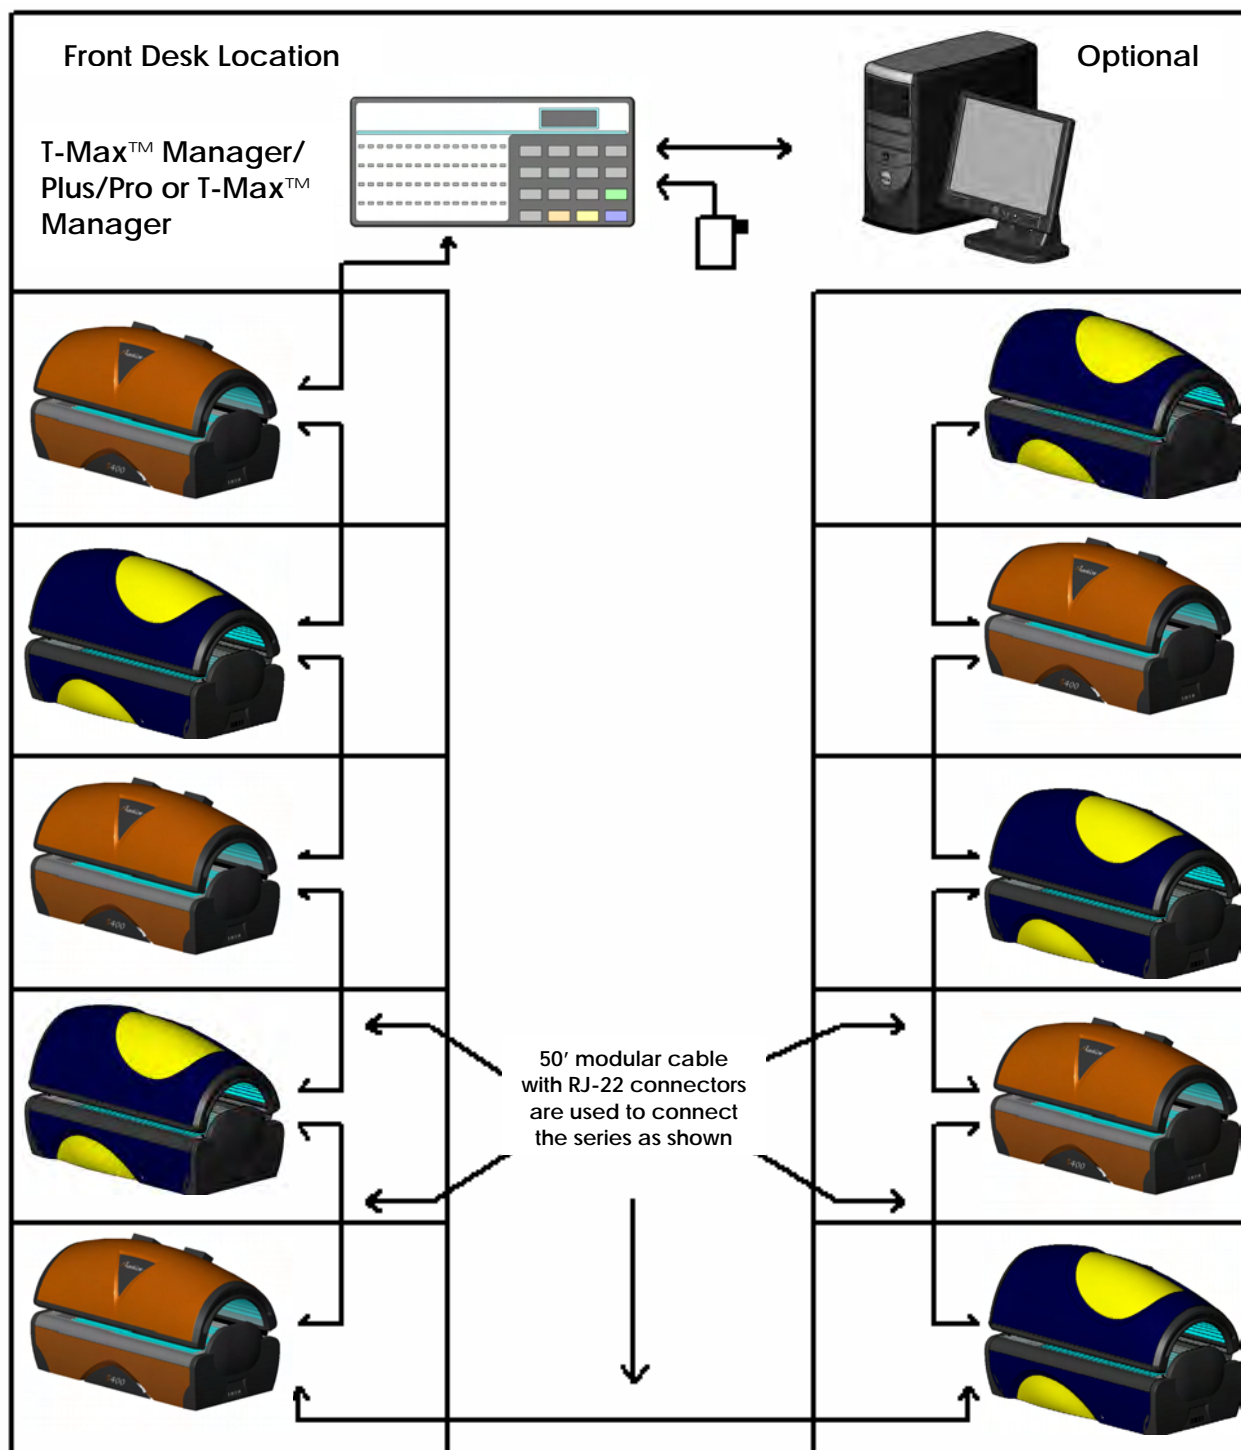 Front Desk Location
Optional
T-Max™ Manager/
Plus/Pro or T-Max™
Manager
50′ modular cable
with RJ-22 connectors
are used to connect
the series as shown